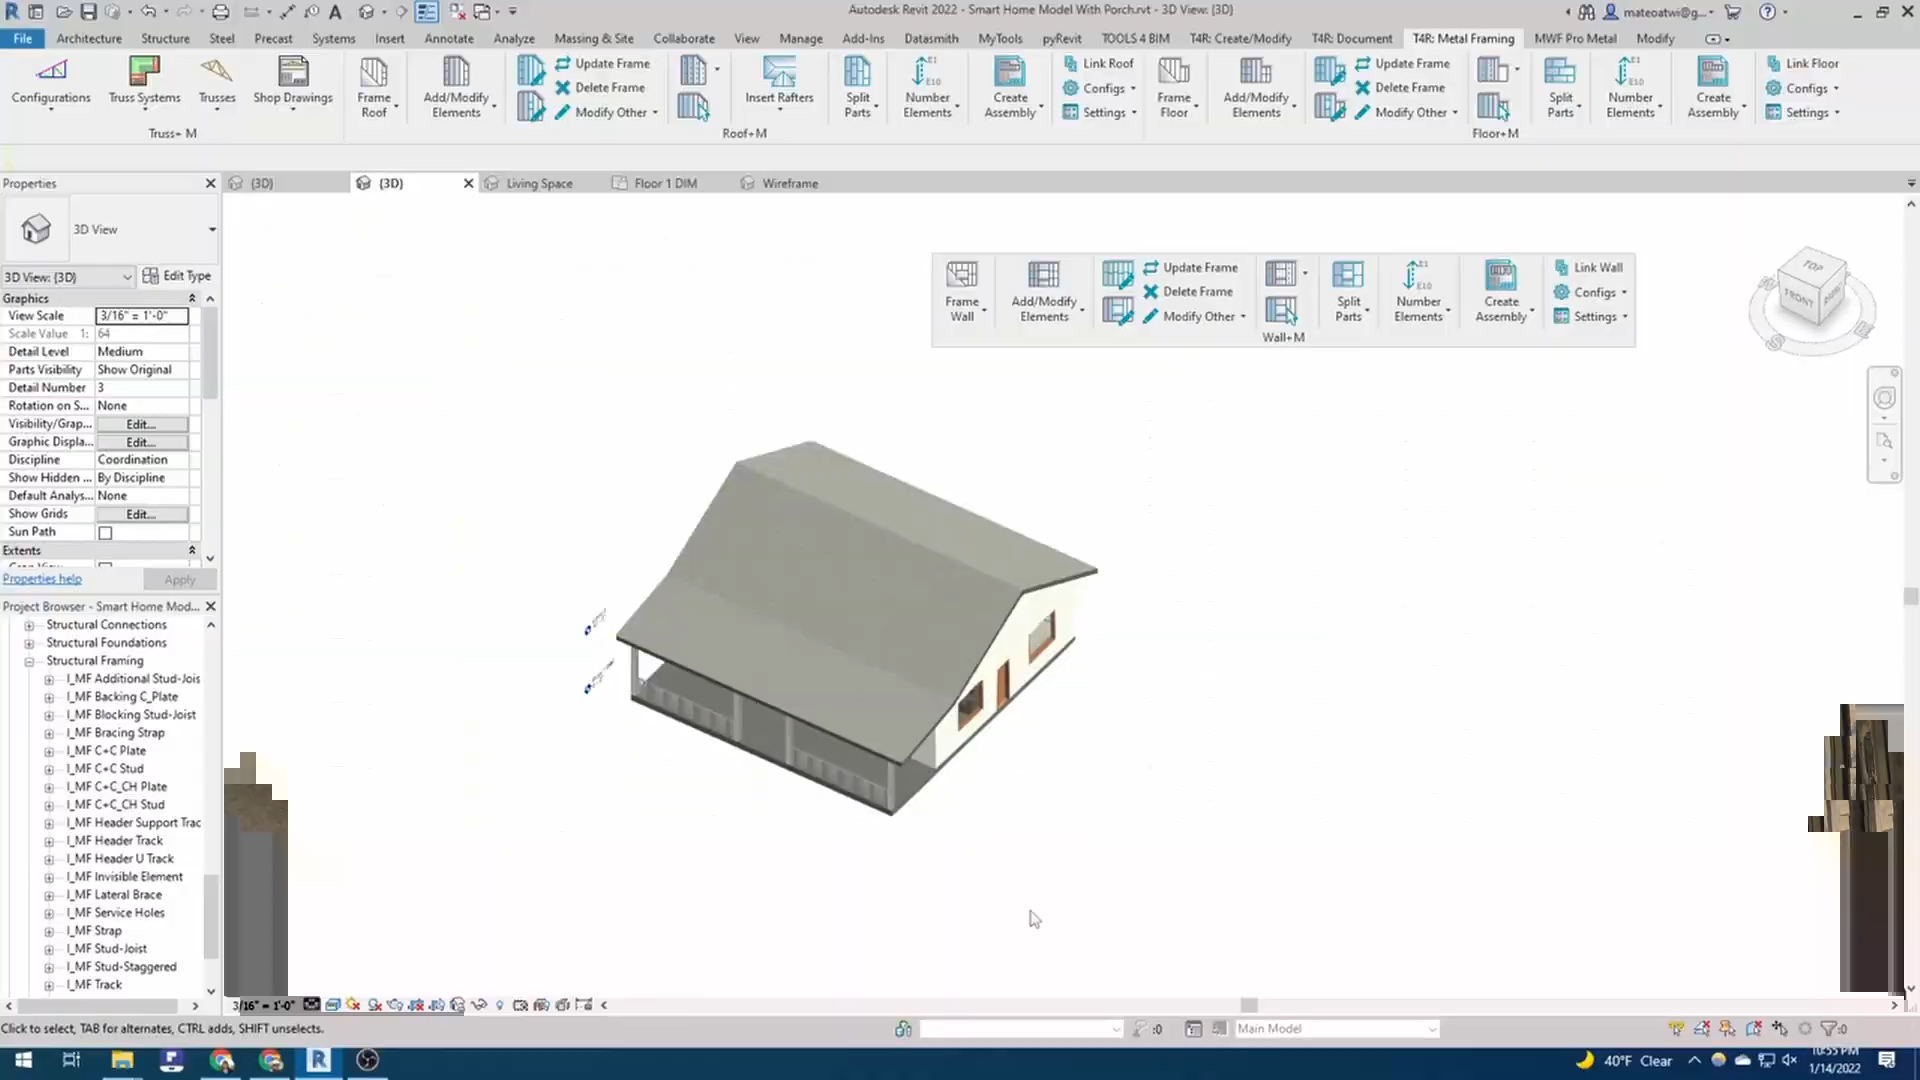 Autodesk Revit 2022 - Smart Home Model With Porch.rvt - 3D View: {3D}
mateoatwi@g...
File Architecture Structure Steel Precast Systems Insert Annotate Analyze Massing & Site Collaborate View Manage Add-Ins Datasmith MyTools pyRevit TOOLS 4 BIM T4R: Create/Modify T4R: Document T4R: Metal Framing MWF Pro Metal Modify
Configurations Truss Systems Trusses Shop Drawings
Truss+ M
Frame Roof
Add/Modify Elements
Update Frame
Delete Frame
Modify Other
Insert Rafters
Split Parts
Number Elements
Create Assembly
Link Roof
Configs
Settings
Roof+M
Frame Floor
Add/Modify Elements
Update Frame
Delete Frame
Modify Other
Split Parts
Number Elements
Create Assembly
Link Floor
Configs
Settings
Floor+M
Properties
{3D} {3D} Living Space Floor 1 DIM Wireframe
3D View
3D View: {3D} Edit Type
Graphics
View Scale 3/16" = 1'-0"
Scale Value 1: 64
Detail Level Medium
Parts Visibility Show Original
Detail Number 3
Rotation on S... None
Visibility/Grap... Edit...
Graphic Displa... Edit...
Discipline Coordination
Show Hidden ... By Discipline
Default Analys... None
Show Grids Edit...
Sun Path
Extents
Properties help Apply
Frame Wall
Add/Modify Elements
Update Frame
Delete Frame
Modify Other
Split Parts
Number Elements
Create Assembly
Link Wall
Configs
Settings
Wall+M
TOP
FRONT
Project Browser - Smart Home Mod...
Structural Connections
Structural Foundations
Structural Framing
I_MF Additional Stud-Jois
I_MF Backing C_Plate
I_MF Blocking Stud-Joist
I_MF Bracing Strap
I_MF C+C Plate
I_MF C+C Stud
I_MF C+C_CH Plate
I_MF C+C_CH Stud
I_MF Header Support Trac
I_MF Header Track
I_MF Header U Track
I_MF Invisible Element
I_MF Lateral Brace
I_MF Service Holes
I_MF Strap
I_MF Stud-Joist
I_MF Stud-Staggered
I_MF Track
3/16" = 1'-0"
Click to select, TAB for alternates, CTRL adds, SHIFT unselects.
:0
Main Model
:0
40°F Clear
10:55 PM
1/14/2022